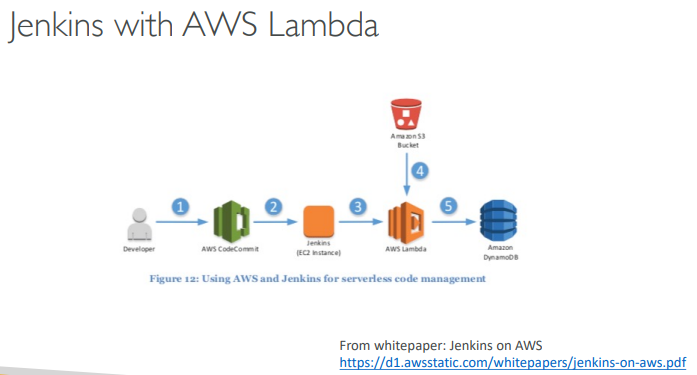 Jenkins with AWS Lambda
Amazon S3
Bucket
4
1
2
3
5
Developer
AWS CodeCommit
Jenkins
(EC2 Instance)
AWS Lambda
Amazon
DynamoDB
Figure 12: Using AWS and Jenkins for serverless code management
From whitepaper: Jenkins on AWS
https://d1.awsstatic.com/whitepapers/jenkins-on-aws.pdf